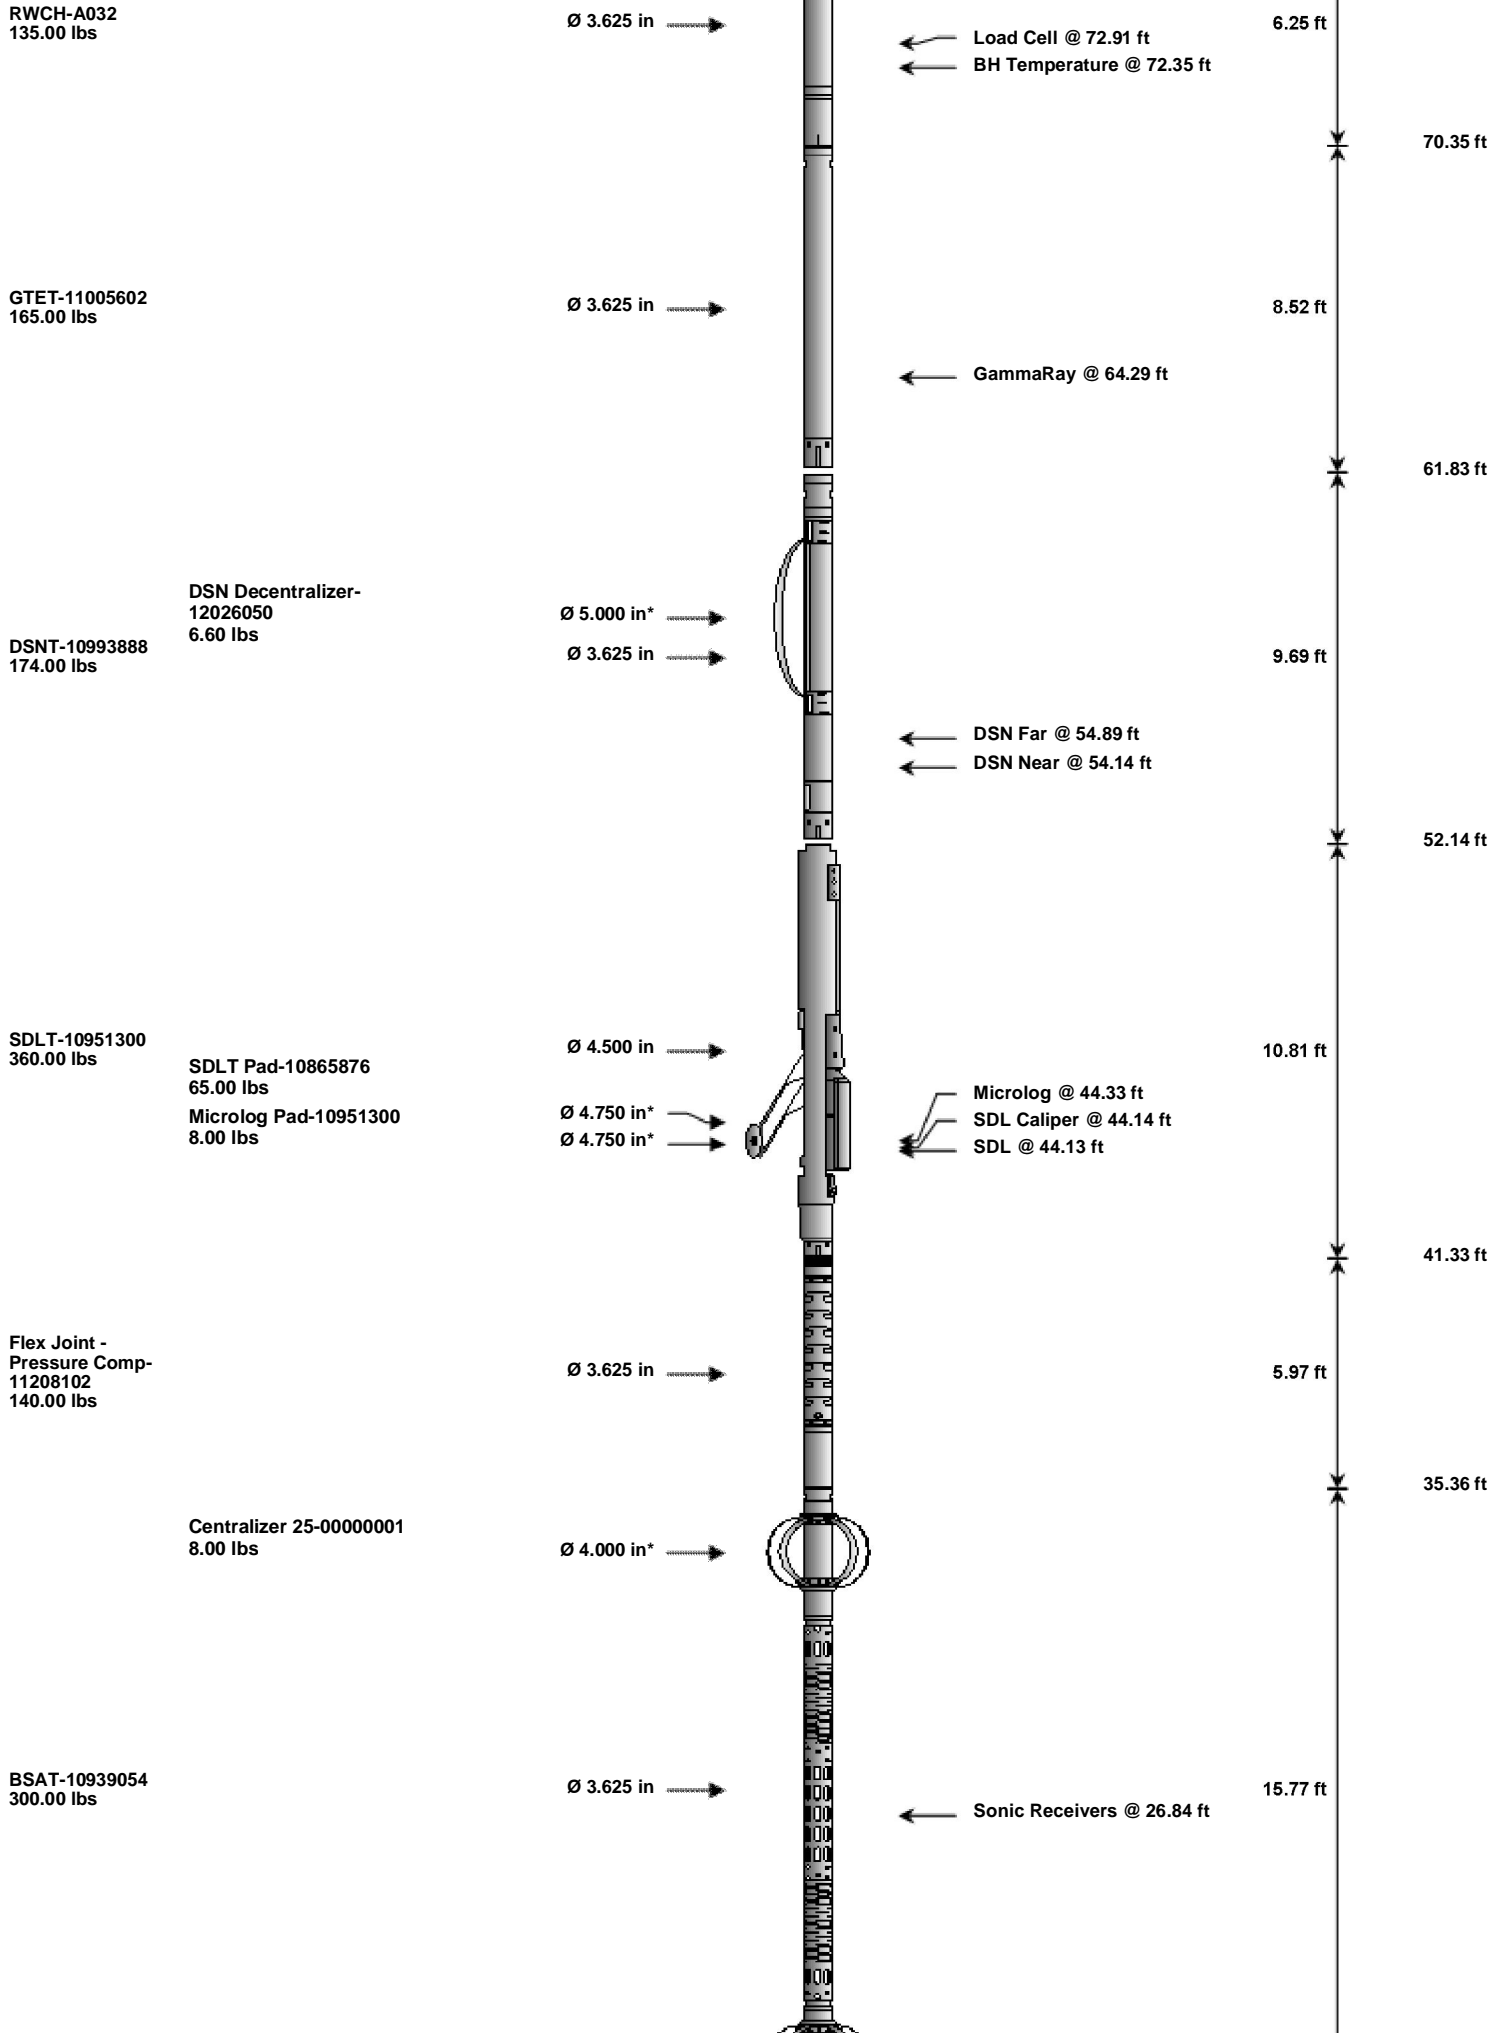 RWCH-A032
135.00 lbs
Ø 3.625 in
6.25 ft
Load Cell @ 72.91 ft
BH Temperature @ 72.35 ft
70.35 ft
GTET-11005602
165.00 lbs
Ø 3.625 in
8.52 ft
GammaRay @ 64.29 ft
61.83 ft
DSN Decentralizer-
12026050
6.60 lbs
Ø 5.000 in*
DSNT-10993888
174.00 lbs
Ø 3.625 in
9.69 ft
DSN Far @ 54.89 ft
DSN Near @ 54.14 ft
52.14 ft
SDLT-10951300
360.00 lbs
Ø 4.500 in
10.81 ft
SDLT Pad-10865876
65.00 lbs
Microlog Pad-10951300
8.00 lbs
Ø 4.750 in*
Ø 4.750 in*
Microlog @ 44.33 ft
SDL Caliper @ 44.14 ft
SDL @ 44.13 ft
41.33 ft
Flex Joint -
Pressure Comp-
11208102
140.00 lbs
Ø 3.625 in
5.97 ft
35.36 ft
Centralizer 25-00000001
8.00 lbs
Ø 4.000 in*
BSAT-10939054
300.00 lbs
Ø 3.625 in
15.77 ft
Sonic Receivers @ 26.84 ft